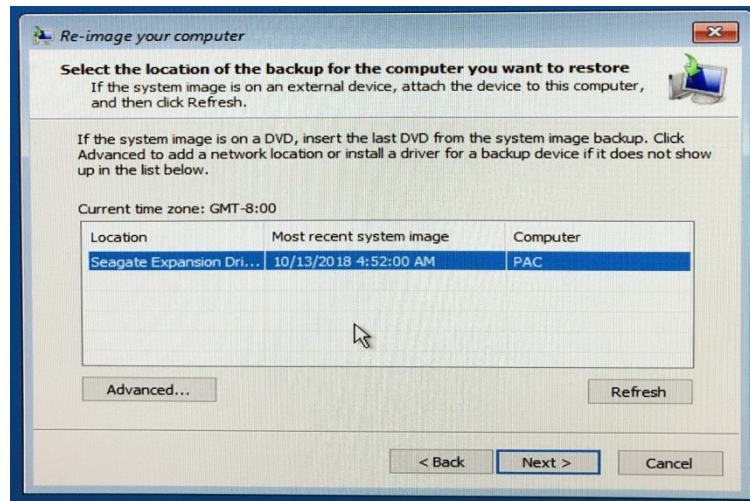 Re-image your computer
Select the location of the backup for the computer you want to restore
If the system image is on an external device, attach the device to this computer,
and then click Refresh.
If the system image is on a DVD, insert the last DVD from the system image backup. Click
Advanced to add a network location or install a driver for a backup device if it does not show
up in the list below.
Current time zone: GMT-8:00
Location Most recent system image Computer
Seagate Expansion Dri... 10/13/2018 4:52:00 AM PAC
Advanced... Refresh
< Back Next > Cancel